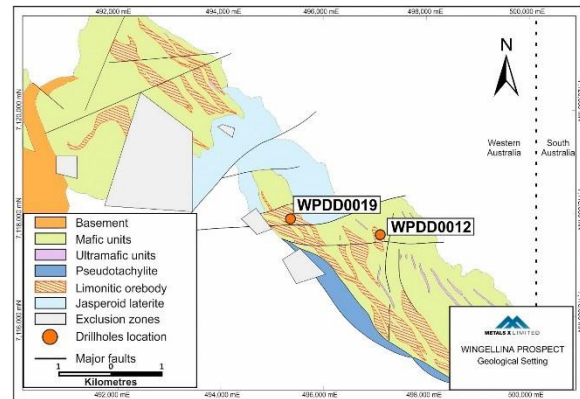 492,000 mE 494,000 mE 496,000 mE 498,000 mE 500,000 mE
N
7,120,000 mN
Western Australia
South Australia
WPDD0019
7,118,000 mN
WPDD0012
Basement
Mafic units
Ultramafic units
Pseudotachylite
Limonitic orebody
Jasperoid laterite
Exclusion zones
Drillholes location
Major faults
7,116,000 mN
1 0 1
Kilometres
METALS X LIMITED
WINGELLINA PROSPECT
Geological Setting
492,000 mE 494,000 mE 496,000 mE 498,000 mE 500,000 mE